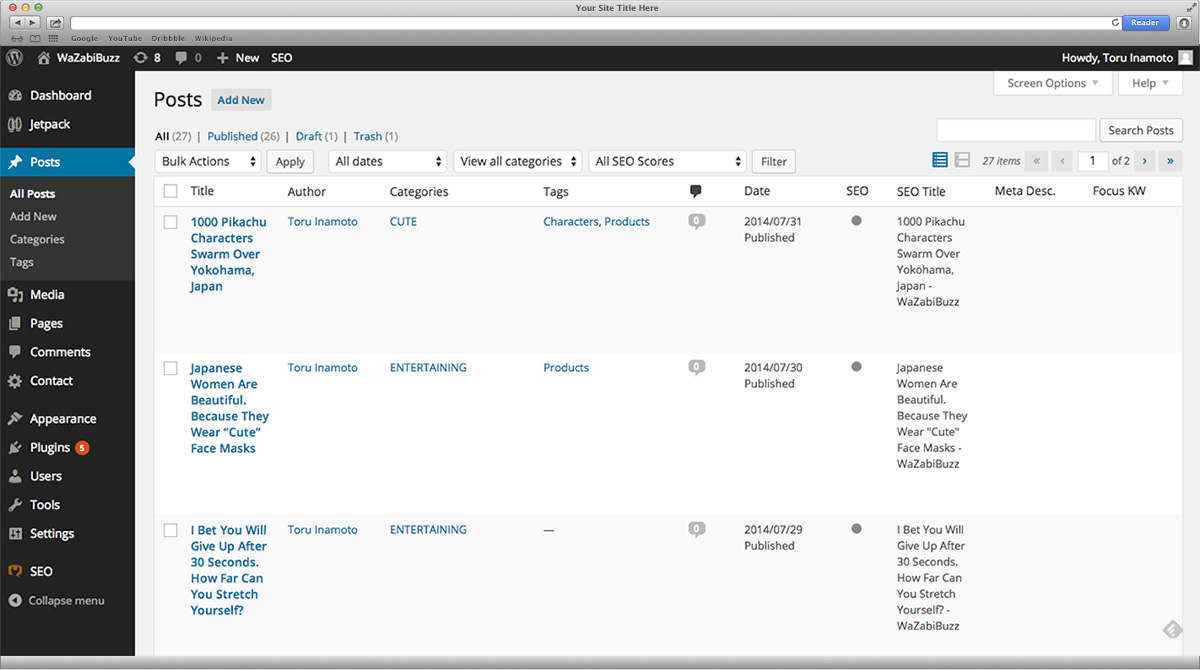 Your Site Title Here
Reader
Google YouTube Dribbble Wikipedia
WaZabiBuzz 8 0 New SEO Howdy, Toru Inamoto
Dashboard
Jetpack
Posts
All Posts
Add New
Categories
Tags
Media
Pages
Comments
Contact
Appearance
Plugins 5
Users
Tools
Settings
SEO
Collapse menu
Screen Options Help
Posts Add New
All (27) | Published (26) | Draft (1) | Trash (1)
Search Posts
Bulk Actions Apply All dates View all categories All SEO Scores Filter 27 items « ‹ 1 of 2 › »
Title Author Categories Tags Date SEO SEO Title Meta Desc. Focus KW
1000 Pikachu
Characters
Swarm Over
Yokohama,
Japan
Toru Inamoto
CUTE
Characters, Products
0
2014/07/31
Published
1000 Pikachu
Characters
Swarm Over
Yokohama,
Japan -
WaZabiBuzz
Japanese
Women Are
Beautiful.
Because They
Wear “Cute”
Face Masks
Toru Inamoto
ENTERTAINING
Products
0
2014/07/30
Published
Japanese
Women Are
Beautiful.
Because They
Wear "Cute"
Face Masks -
WaZabiBuzz
I Bet You Will
Give Up After
30 Seconds.
How Far Can
You Stretch
Yourself?
Toru Inamoto
ENTERTAINING
—
0
2014/07/29
Published
I Bet You Will
Give Up After
30 Seconds.
How Far Can
You Stretch
Yourself? -
WaZabiBuzz